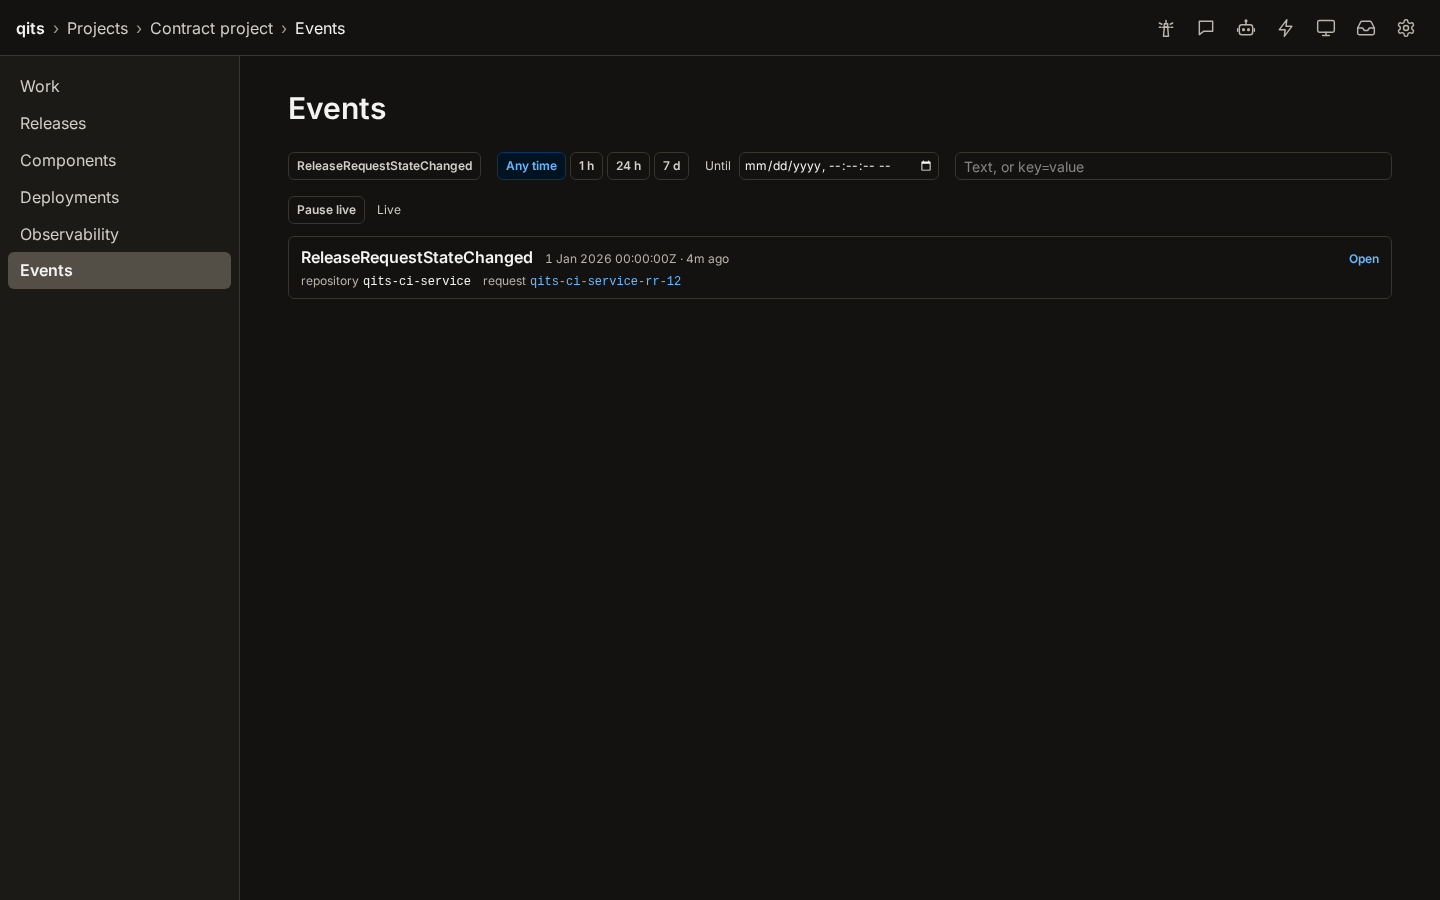 qits › Projects › Contract project › Events
Work
Releases
Components
Deployments
Observability
Events
Events
ReleaseRequestStateChanged Any time 1 h 24 h 7 d Until mm/dd/yyyy, --:--:-- -- Text, or key=value
Pause live Live
ReleaseRequestStateChanged 1 Jan 2026 00:00:00Z · 4m ago Open
repository qits-ci-service request qits-ci-service-rr-12